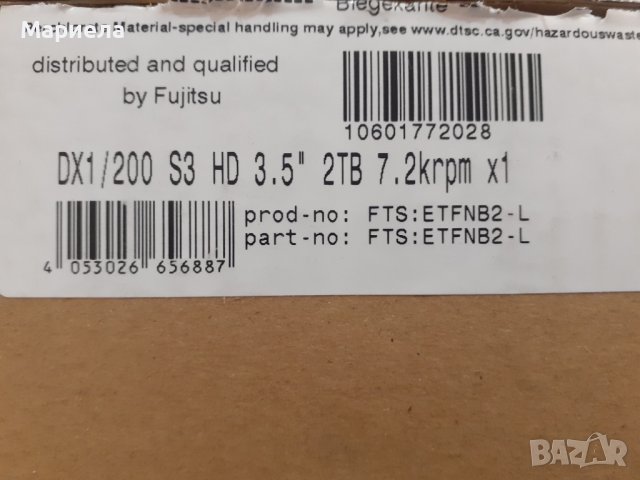 Biegekante
Мариела
Material-special handling may apply,see www.dtsc.ca.gov/hazardouswaste
distributed and qualified
by Fujitsu
10601772028
DX1/200 S3 HD 3.5" 2TB 7.2krpm x1
prod-no: FTS:ETFNB2-L
part-no: FTS:ETFNB2-L
4 053026 656887
BAZAR